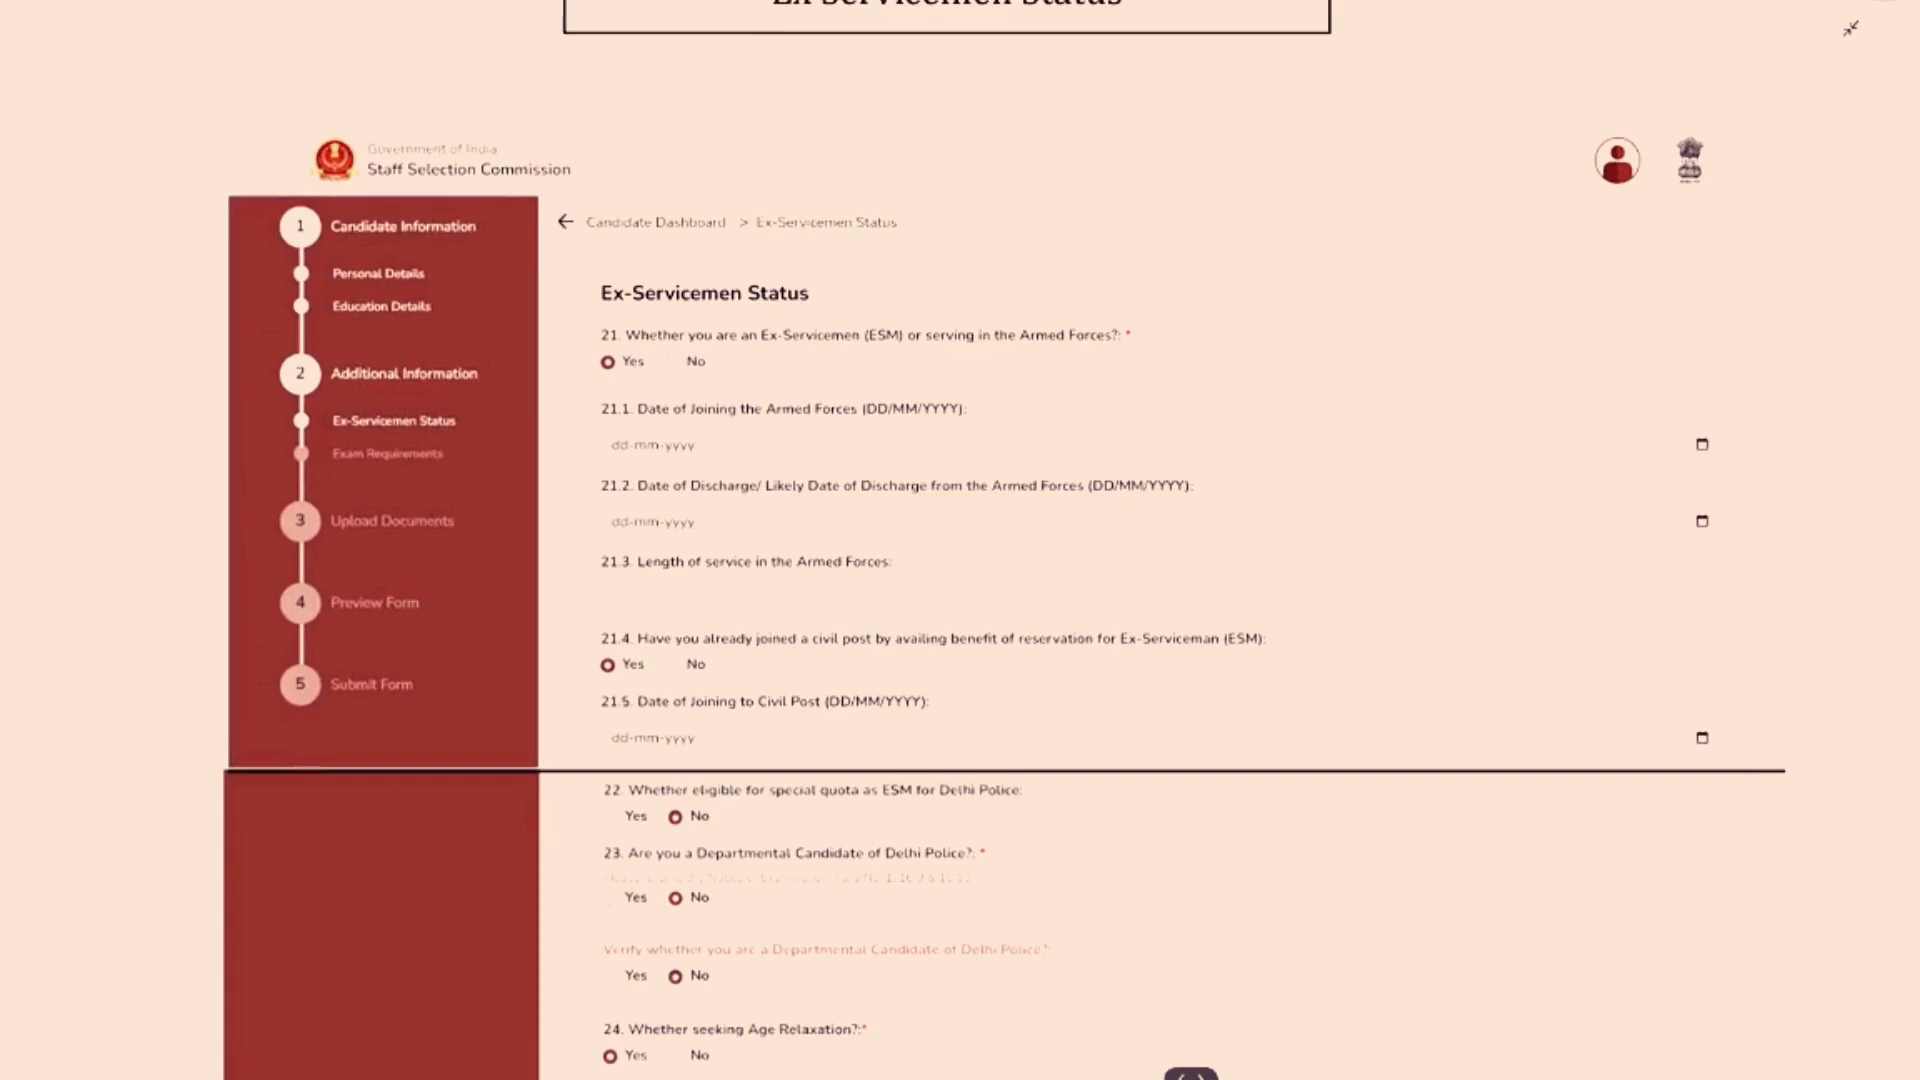 Ex-Servicemen Status
Government of India
Staff Selection Commission
1 Candidate Information
Personal Details
Education Details
2 Additional Information
Ex-Servicemen Status
Exam Requirements
3 Upload Documents
4 Preview Form
5 Submit Form
← Candidate Dashboard > Ex-Servicemen Status
Ex-Servicemen Status
21. Whether you are an Ex-Servicemen (ESM) or serving in the Armed Forces?: *
Yes No
21.1. Date of Joining the Armed Forces (DD/MM/YYYY):
dd-mm-yyyy
21.2. Date of Discharge/ Likely Date of Discharge from the Armed Forces (DD/MM/YYYY):
dd-mm-yyyy
21.3. Length of service in the Armed Forces:
21.4. Have you already joined a civil post by availing benefit of reservation for Ex-Serviceman (ESM):
Yes No
21.5. Date of Joining to Civil Post (DD/MM/YYYY):
dd-mm-yyyy
22. Whether eligible for special quota as ESM for Delhi Police:
Yes No
23. Are you a Departmental Candidate of Delhi Police?: *
Yes No
Verify whether you are a Departmental Candidate of Delhi Police?:
Yes No
24. Whether seeking Age Relaxation?:*
Yes No